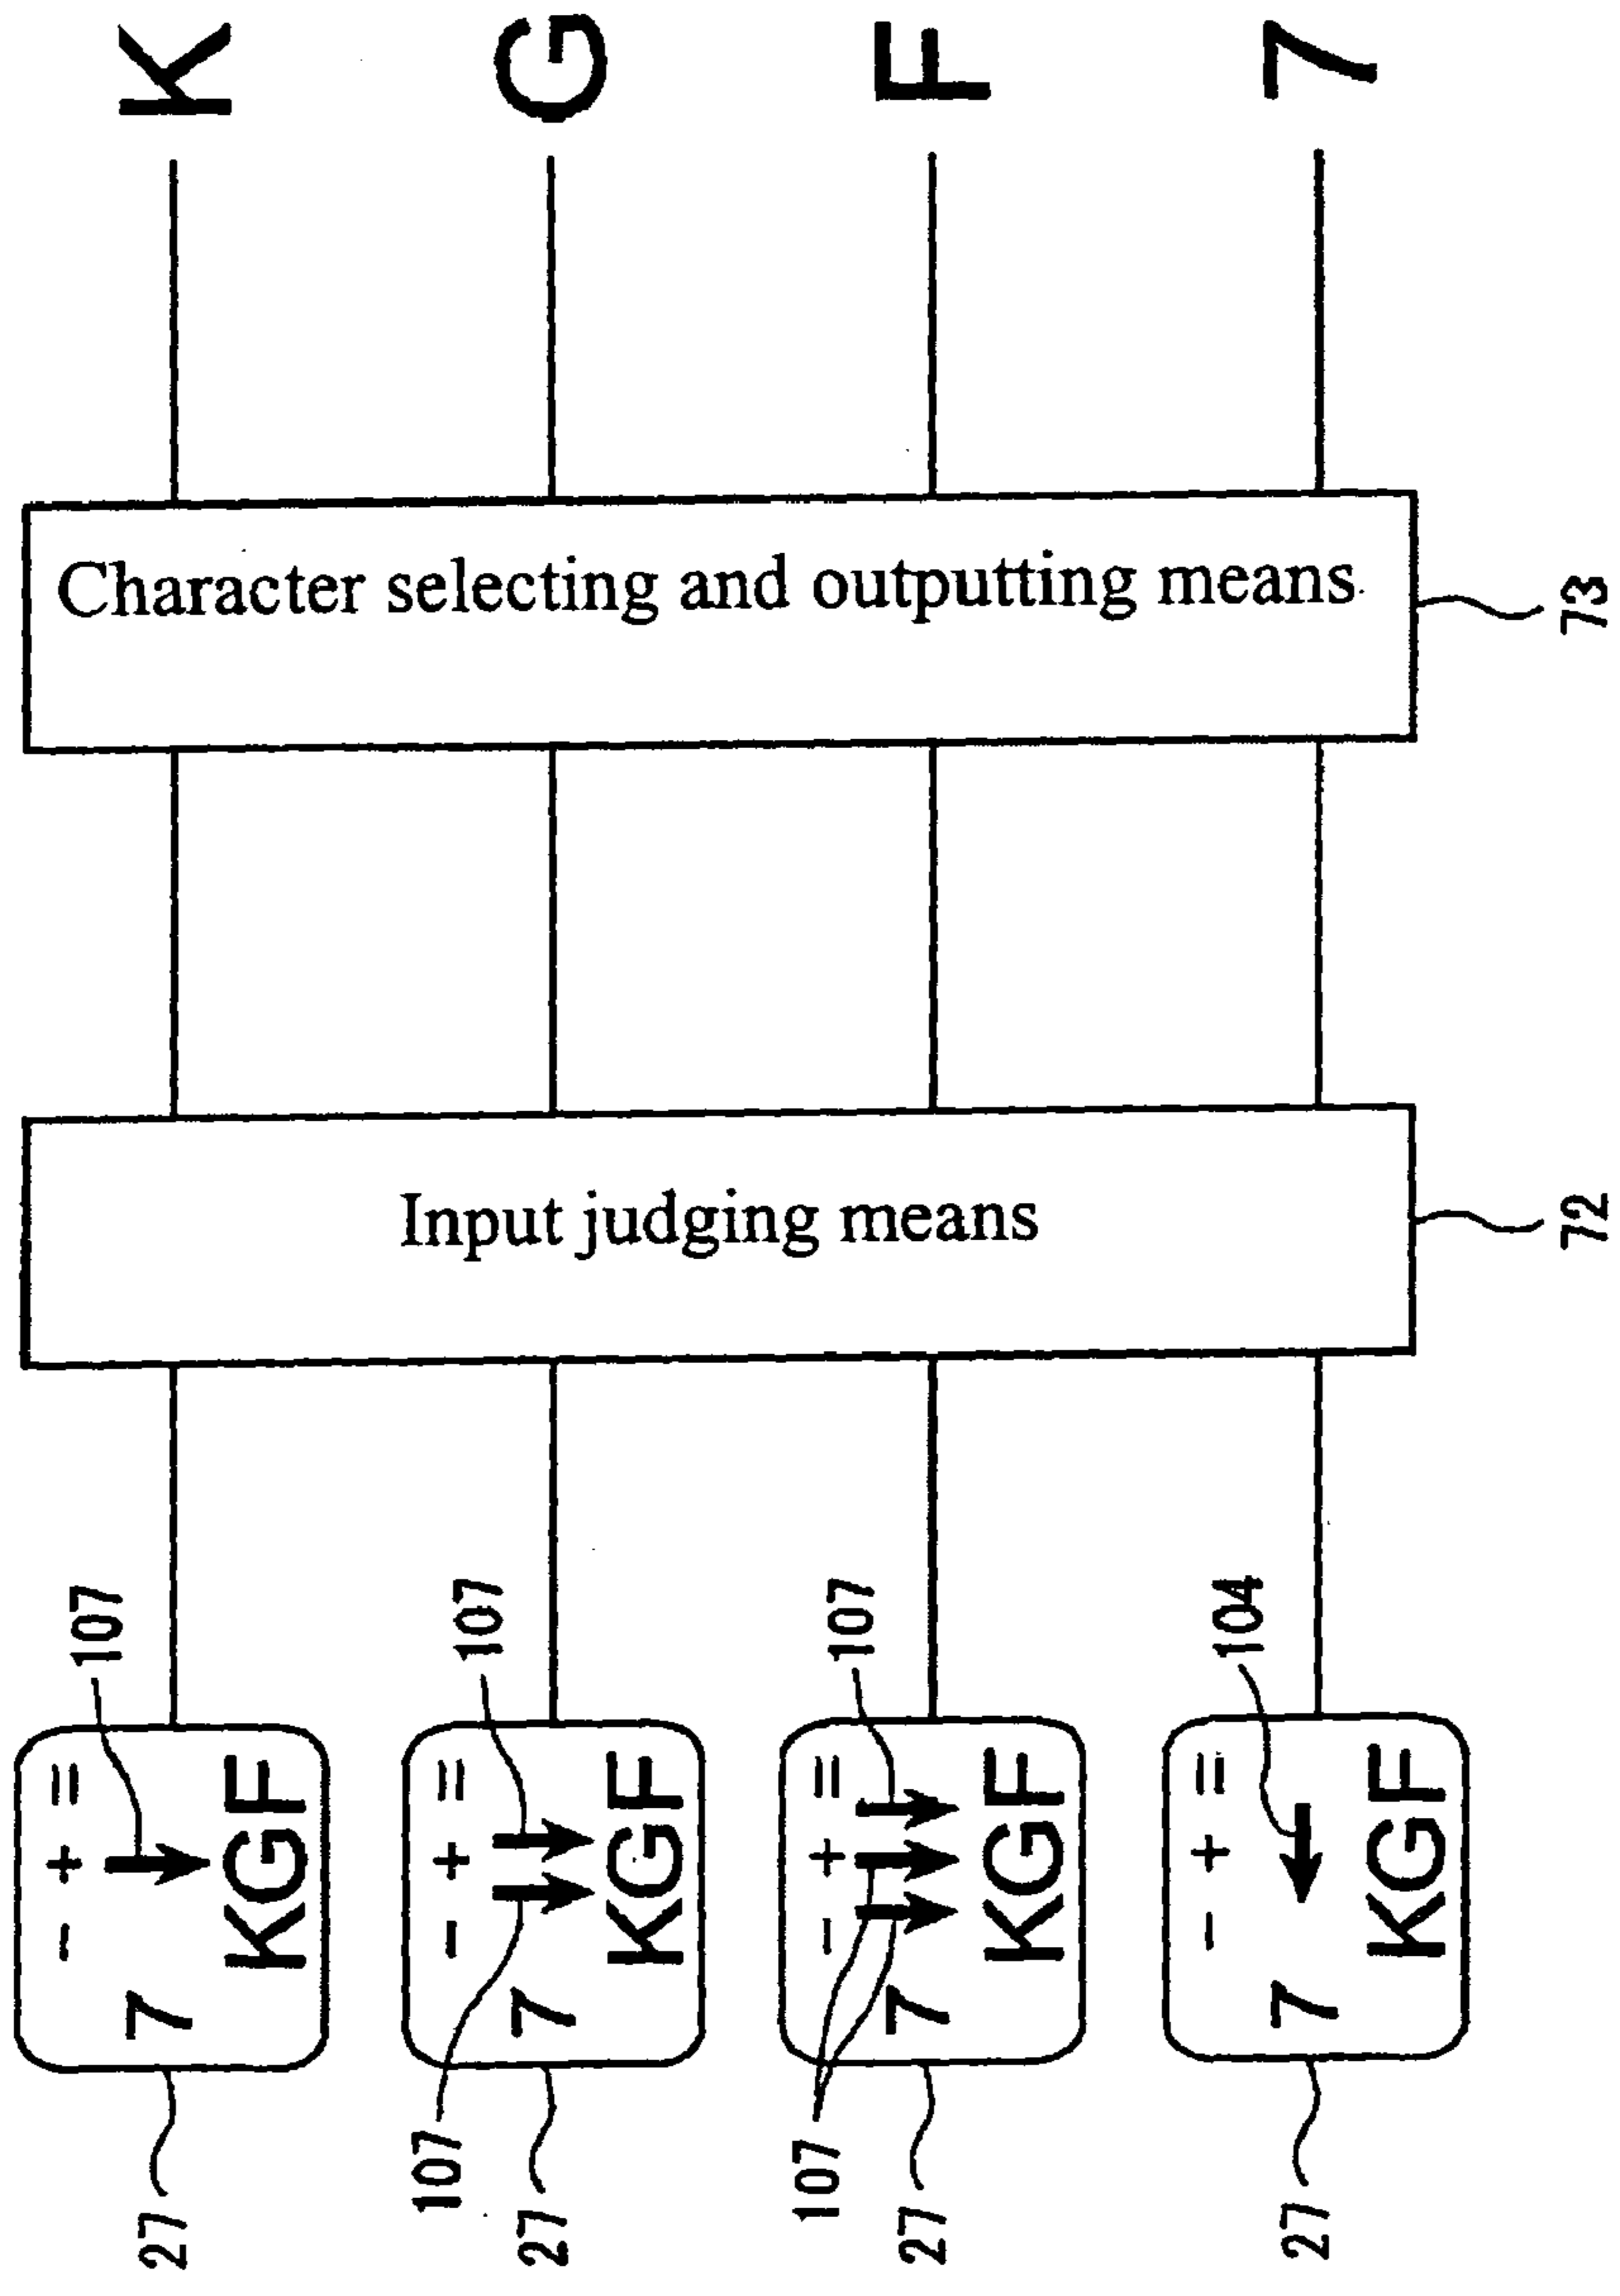 K
G
F
7
Character selecting and outputting means
73
Input judging means
72
107
107
107
104
- + =
7
KGF
- + =
7
KGF
- + =
7
KGF
- + =
7
KGF
107
107
27
27
27
27